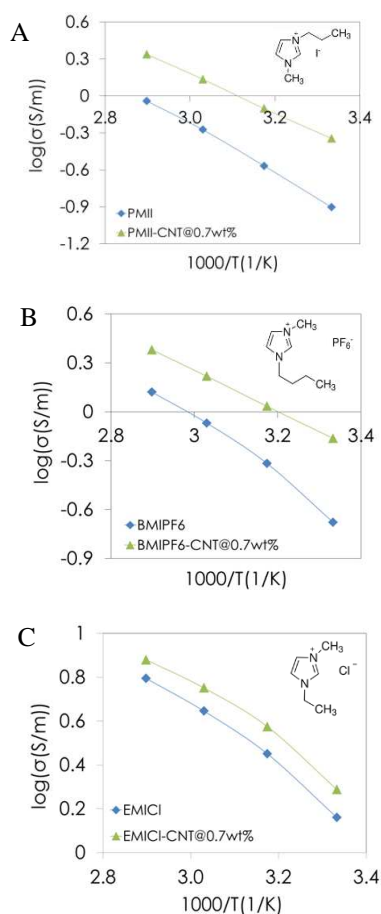 A
0.6
0.3
0
-0.3
-0.6
-0.9
-1.2
2.8
3.0
3.2
3.4
log(σ(S/m))
1000/T(1/K)
PMII
PMII-CNT@0.7wt%
N
+
CH₃
N
CH₃
I⁻
B
0.6
0.3
0
-0.3
-0.6
-0.9
2.8
3.0
3.2
3.4
log(σ(S/m))
1000/T(1/K)
BMIPF6
BMIPF6-CNT@0.7wt%
CH₃
N
+
N
CH₃
PF₆⁻
C
1
0.8
0.6
0.4
0.2
0
2.8
3.0
3.2
3.4
log(σ(S/m))
1000/T(1/K)
EMICl
EMICl-CNT@0.7wt%
CH₃
N
+
N
CH₃
Cl⁻